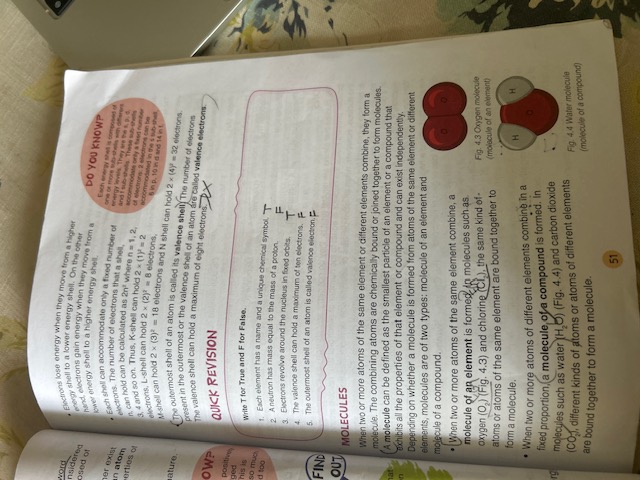 • Electrons lose energy when they move from a higher
energy shell to a lower energy shell. On the other
hand, electrons gain energy when they move from a
lower energy shell to a higher energy shell.
• Each shell can accommodate only a fixed number of
electrons. The number of electrons that a shell,
n, can hold can be calculated as 2n² where n = 1, 2,
3, 4 and so on. Thus, K-shell can hold 2 × (1)² = 2
electrons, L-shell can hold 2 × (2)² = 8 electrons,
M-shell can hold 2 × (3)² = 18 electrons and N shell can hold 2 × (4)² = 32 electrons.
The outermost shell of an atom is called its valence shell. The number of electrons
present in the outermost or the valence shell of an atom are called valence electrons.
The valence shell can hold a maximum of eight electrons.
DO YOU KNOW?
Each energy shell is composed of
one or more sub-shells with different
energy levels. They are the s, p, d,
and f sub-shells. These sub-shells
accommodate only a fixed number
of electrons: 2 electrons can be
accommodated in the s sub-shell,
6 in p, 10 in d and 14 in f.
QUICK REVISION
Write T for True and F for False.
1. Each element has a name and a unique chemical symbol. T
2. A neutron has mass equal to the mass of a proton. F
3. Electrons revolve around the nucleus in fixed orbits. T
4. The valence shell can hold a maximum of ten electrons. F
5. The outermost shell of an atom is called valence electron. F
MOLECULES
When two or more atoms of the same element or different elements combine, they form a
molecule. The combining atoms are chemically bound or joined together to form molecules.
A molecule can be defined as the smallest particle of an element or a compound that
exhibits all the properties of that element or compound and can exist independently.
Depending on whether a molecule is formed from atoms of the same element or different
elements, molecules are of two types: molecule of an element and
molecule of a compound.
• When two or more atoms of the same element combine, a
molecule of an element is formed. In molecules such as
oxygen (O₂) (Fig. 4.3) and chlorine (Cl₂), the same kind of
atoms or atoms of the same element are bound together to
form a molecule.
Fig. 4.3 Oxygen molecule
(molecule of an element)
• When two or more atoms of different elements combine in a
fixed proportion, a molecule of a compound is formed. In
molecules such as water (H₂O) (Fig. 4.4) and carbon dioxide
(CO₂), different kinds of atoms or atoms of different elements
are bound together to form a molecule.
H
O
H
Fig. 4.4 Water molecule
(molecule of a compound)
51
word
nsidered
osed of
er exist
an atom
erties of
ature.
OW?
positively
ged
his is
so much
d too
FIND
OUT